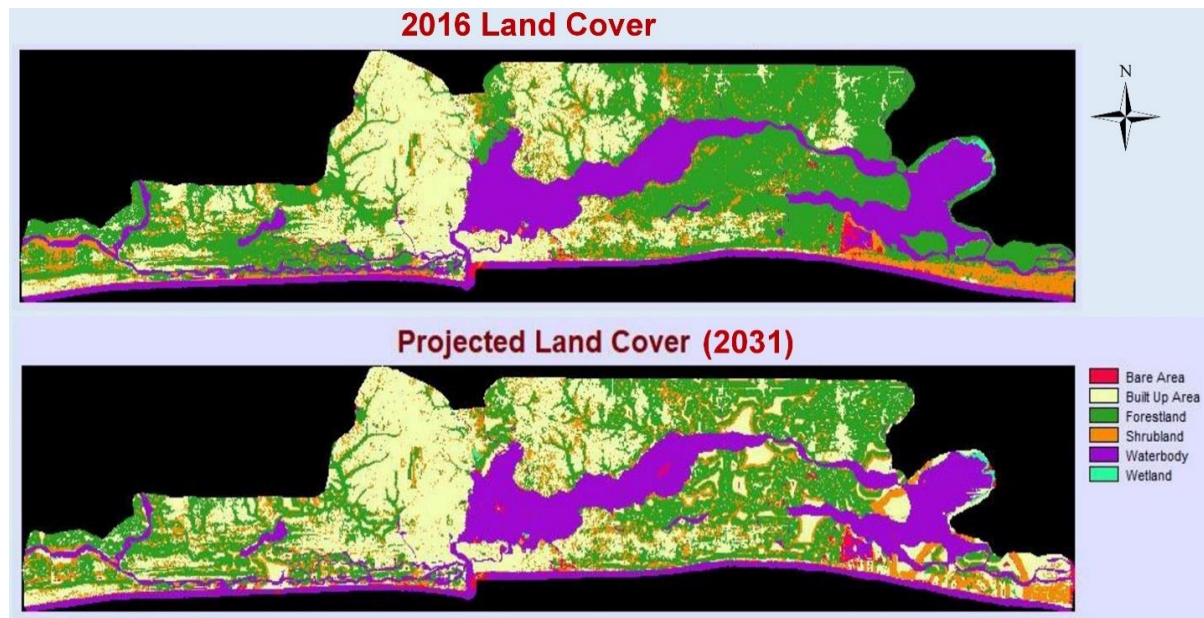 2016 Land Cover
N
Projected Land Cover (2031)
Bare Area
Built Up Area
Forestland
Shrubland
Waterbody
Wetland